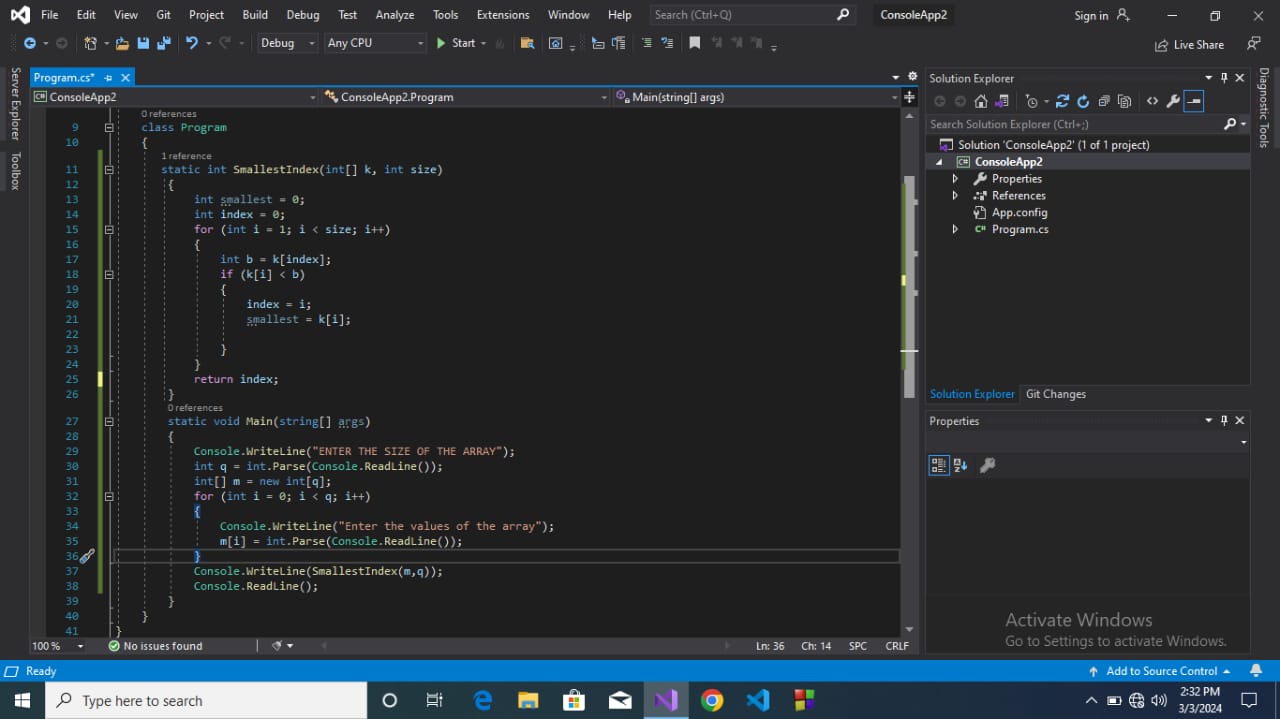 File Edit View Git Project Build Debug Test Analyze Tools Extensions Window Help Search (Ctrl+Q) ConsoleApp2 Sign in
Debug Any CPU Start Live Share
Server Explorer
Toolbox
Program.cs*
ConsoleApp2 ConsoleApp2.Program Main(string[] args)
0 references
9 class Program
10 {
1 reference
11 static int SmallestIndex(int[] k, int size)
12 {
13 int smallest = 0;
14 int index = 0;
15 for (int i = 1; i < size; i++)
16 {
17 int b = k[index];
18 if (k[i] < b)
19 {
20 index = i;
21 smallest = k[i];
22
23 }
24 }
25 return index;
26 }
0 references
27 static void Main(string[] args)
28 {
29 Console.WriteLine("ENTER THE SIZE OF THE ARRAY");
30 int q = int.Parse(Console.ReadLine());
31 int[] m = new int[q];
32 for (int i = 0; i < q; i++)
33 {
34 Console.WriteLine("Enter the values of the array");
35 m[i] = int.Parse(Console.ReadLine());
36 }
37 Console.WriteLine(SmallestIndex(m,q));
38 Console.ReadLine();
39 }
40 }
41 }
100 % No issues found Ln: 36 Ch: 14 SPC CRLF
Solution Explorer
Search Solution Explorer (Ctrl+;)
Solution 'ConsoleApp2' (1 of 1 project)
C# ConsoleApp2
Properties
References
App.config
C# Program.cs
Solution Explorer Git Changes
Properties
Diagnostic Tools
Activate Windows
Go to Settings to activate Windows.
Ready Add to Source Control
Type here to search
2:32 PM
3/3/2024